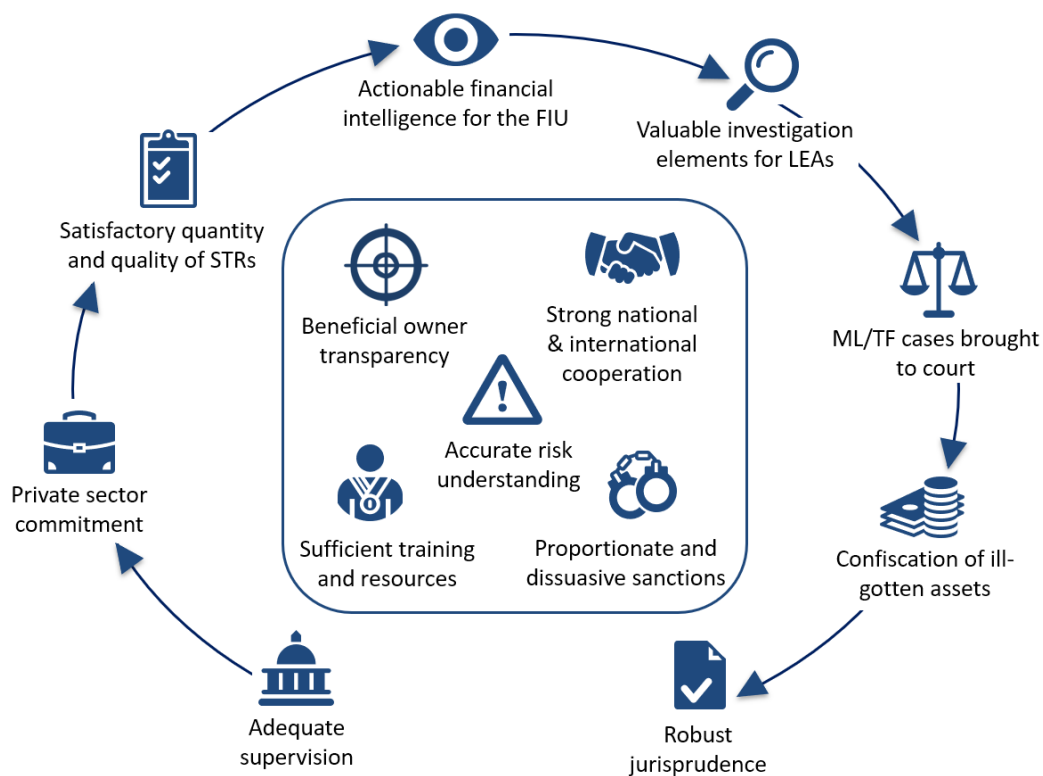 Actionable financial
intelligence for the FIU
Valuable investigation
elements for LEAs
ML/TF cases brought
to court
Confiscation of ill-
gotten assets
Robust
jurisprudence
Adequate
supervision
Private sector
commitment
Satisfactory quantity
and quality of STRs
Beneficial owner
transparency
Strong national
& international
cooperation
Accurate risk
understanding
Sufficient training
and resources
Proportionate and
dissuasive sanctions